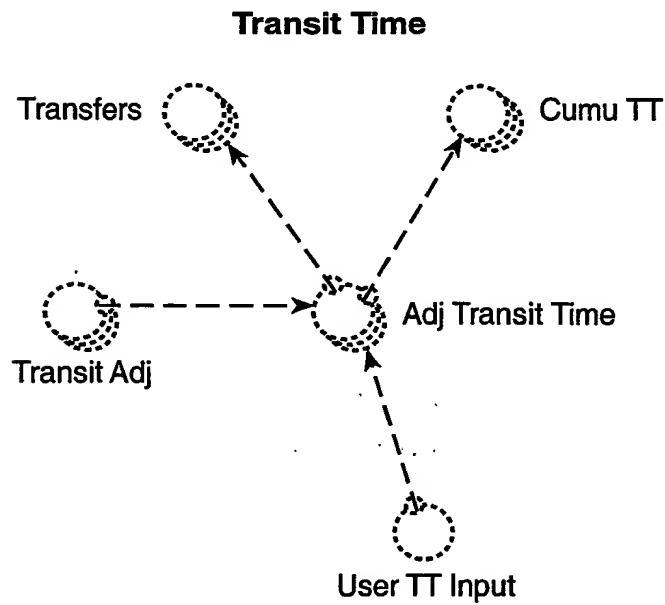 Transit Time
Transfers
Cumu TT
Adj Transit Time
Transit Adj
User TT Input